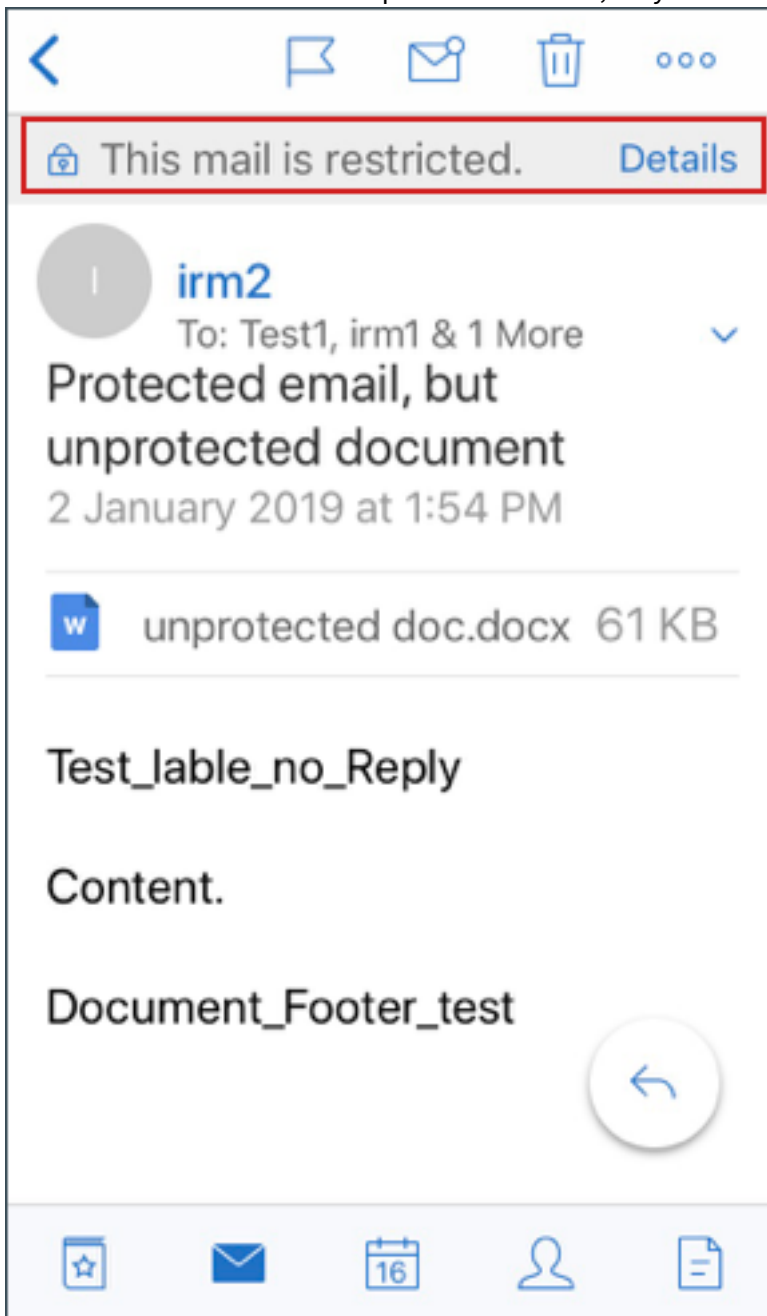 This mail is restricted. Details
I
irm2
To: Test1, irm1 & 1 More
Protected email, but
unprotected document
2 January 2019 at 1:54 PM
W unprotected doc.docx 61 KB
Test_lable_no_Reply
Content.
Document_Footer_test
16